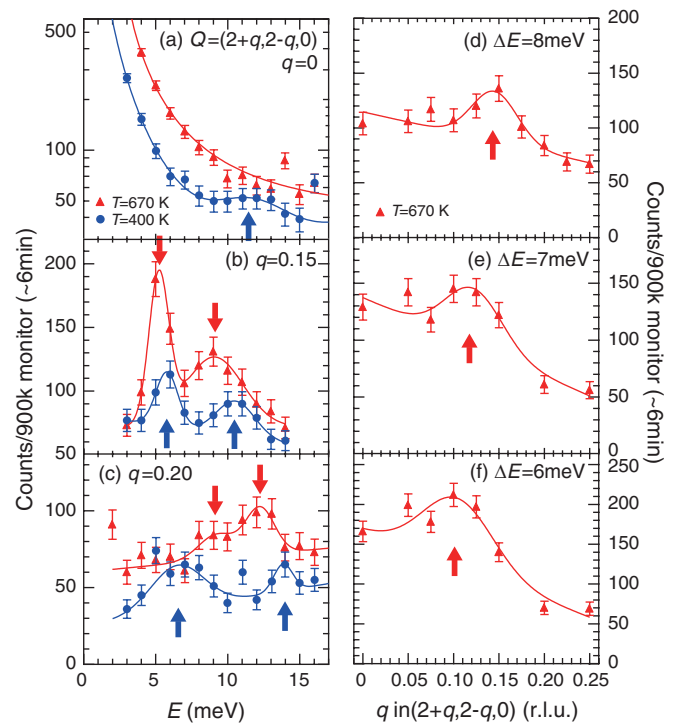 (a) Q=(2+q,2-q,0)
q=0
500
100
50
T=670 K
T=400 K
(b) q=0.15
200
150
100
50
(c) q=0.20
100
50
0
0 5 10 15
E (meV)
Counts/900k monitor (~6min)
(d) ΔE=8meV
T=670 K
200
150
100
50
0
(e) ΔE=7meV
150
100
50
0
(f) ΔE=6meV
250
200
150
100
50
0
0 0.05 0.10 0.15 0.20 0.25
q in(2+q,2-q,0) (r.l.u.)
Counts/900k monitor (~6min)